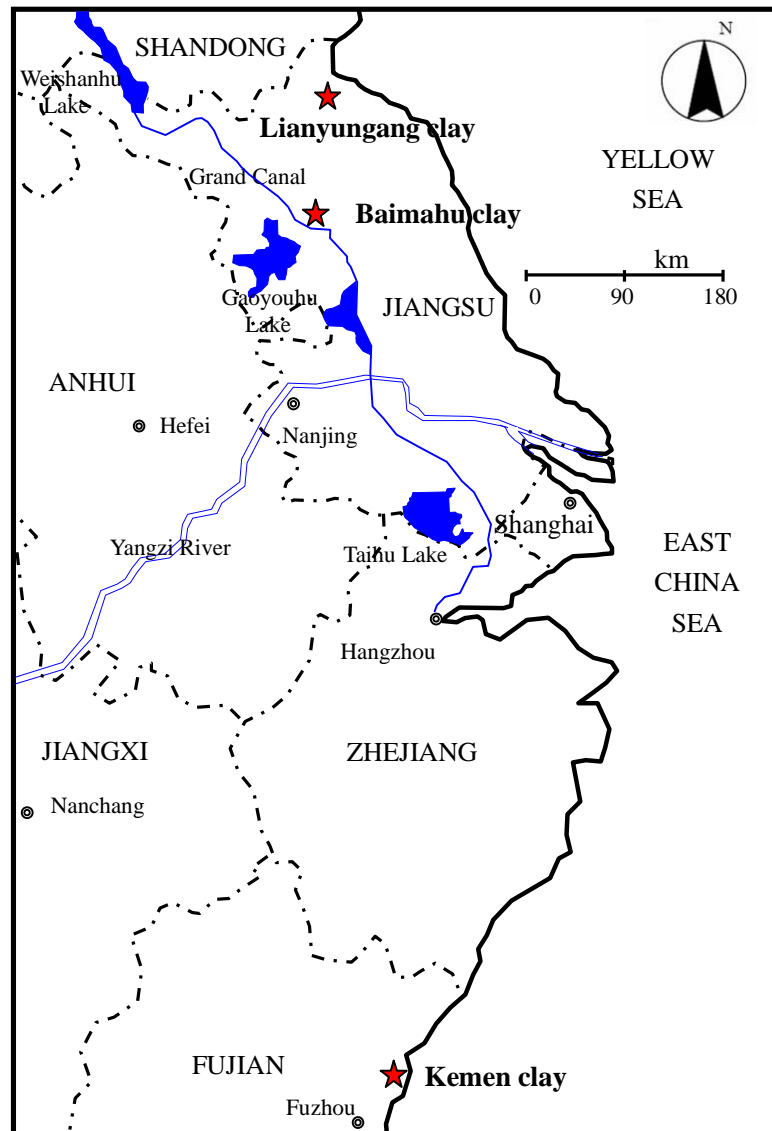 SHANDONG
N
Weishanhu
Lake
Lianyungang clay
YELLOW
SEA
Grand Canal
Baimahu clay
km
0 90 180
Gaoyouhu
Lake
JIANGSU
ANHUI
Hefei
Nanjing
Shanghai
Yangzi River
Taihu Lake
EAST
CHINA
SEA
Hangzhou
JIANGXI
ZHEJIANG
Nanchang
FUJIAN
Kemen clay
Fuzhou